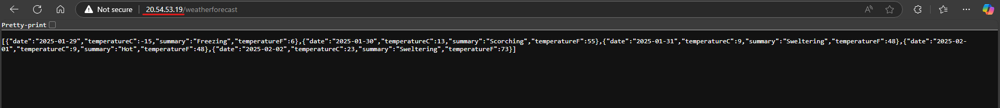 Not secure 20.54.53.19/weatherforecast
Pretty-print
[{"date":"2025-01-29","temperatureC":-15,"summary":"Freezing","temperatureF":6},{"date":"2025-01-30","temperatureC":13,"summary":"Scorching","temperatureF":55},{"date":"2025-01-31","temperatureC":9,"summary":"Sweltering","temperatureF":48},{"date":"2025-02-
01","temperatureC":9,"summary":"Hot","temperatureF":48},{"date":"2025-02-02","temperatureC":23,"summary":"Sweltering","temperatureF":73}]